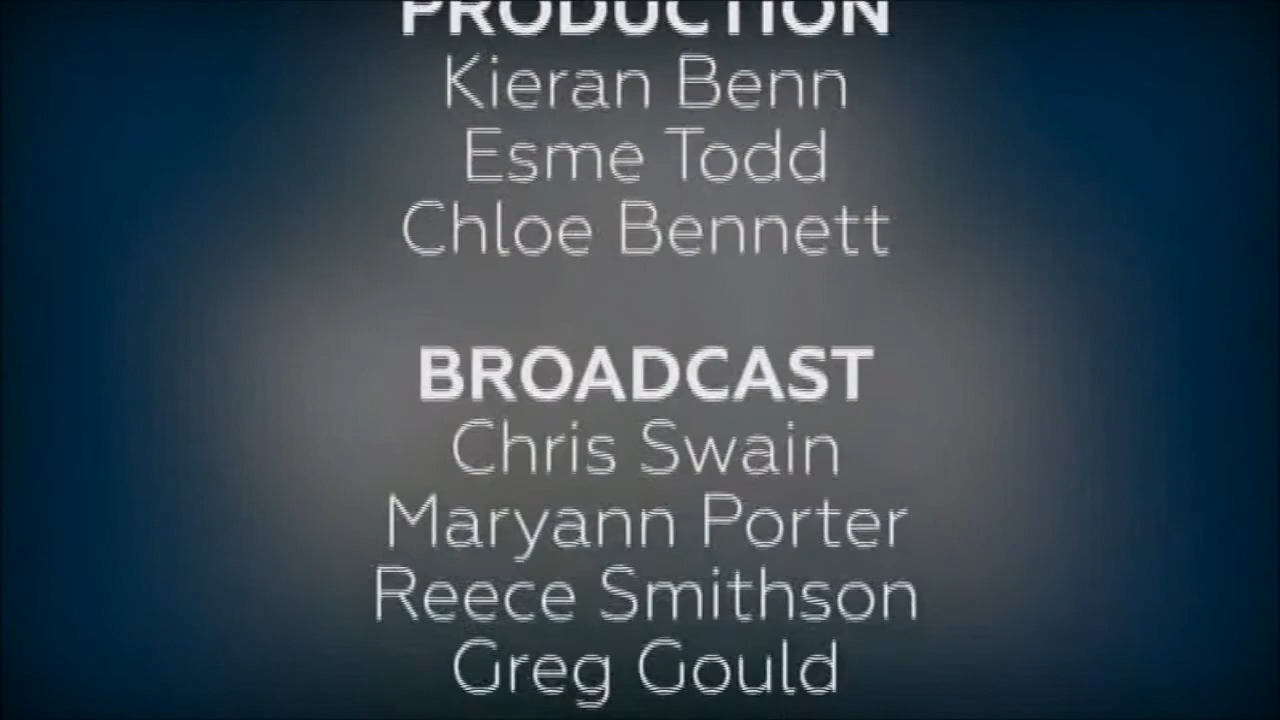 PRODUCTION
Kieran Benn
Esme Todd
Chloe Bennett
BROADCAST
Chris Swain
Maryann Porter
Reece Smithson
Greg Gould